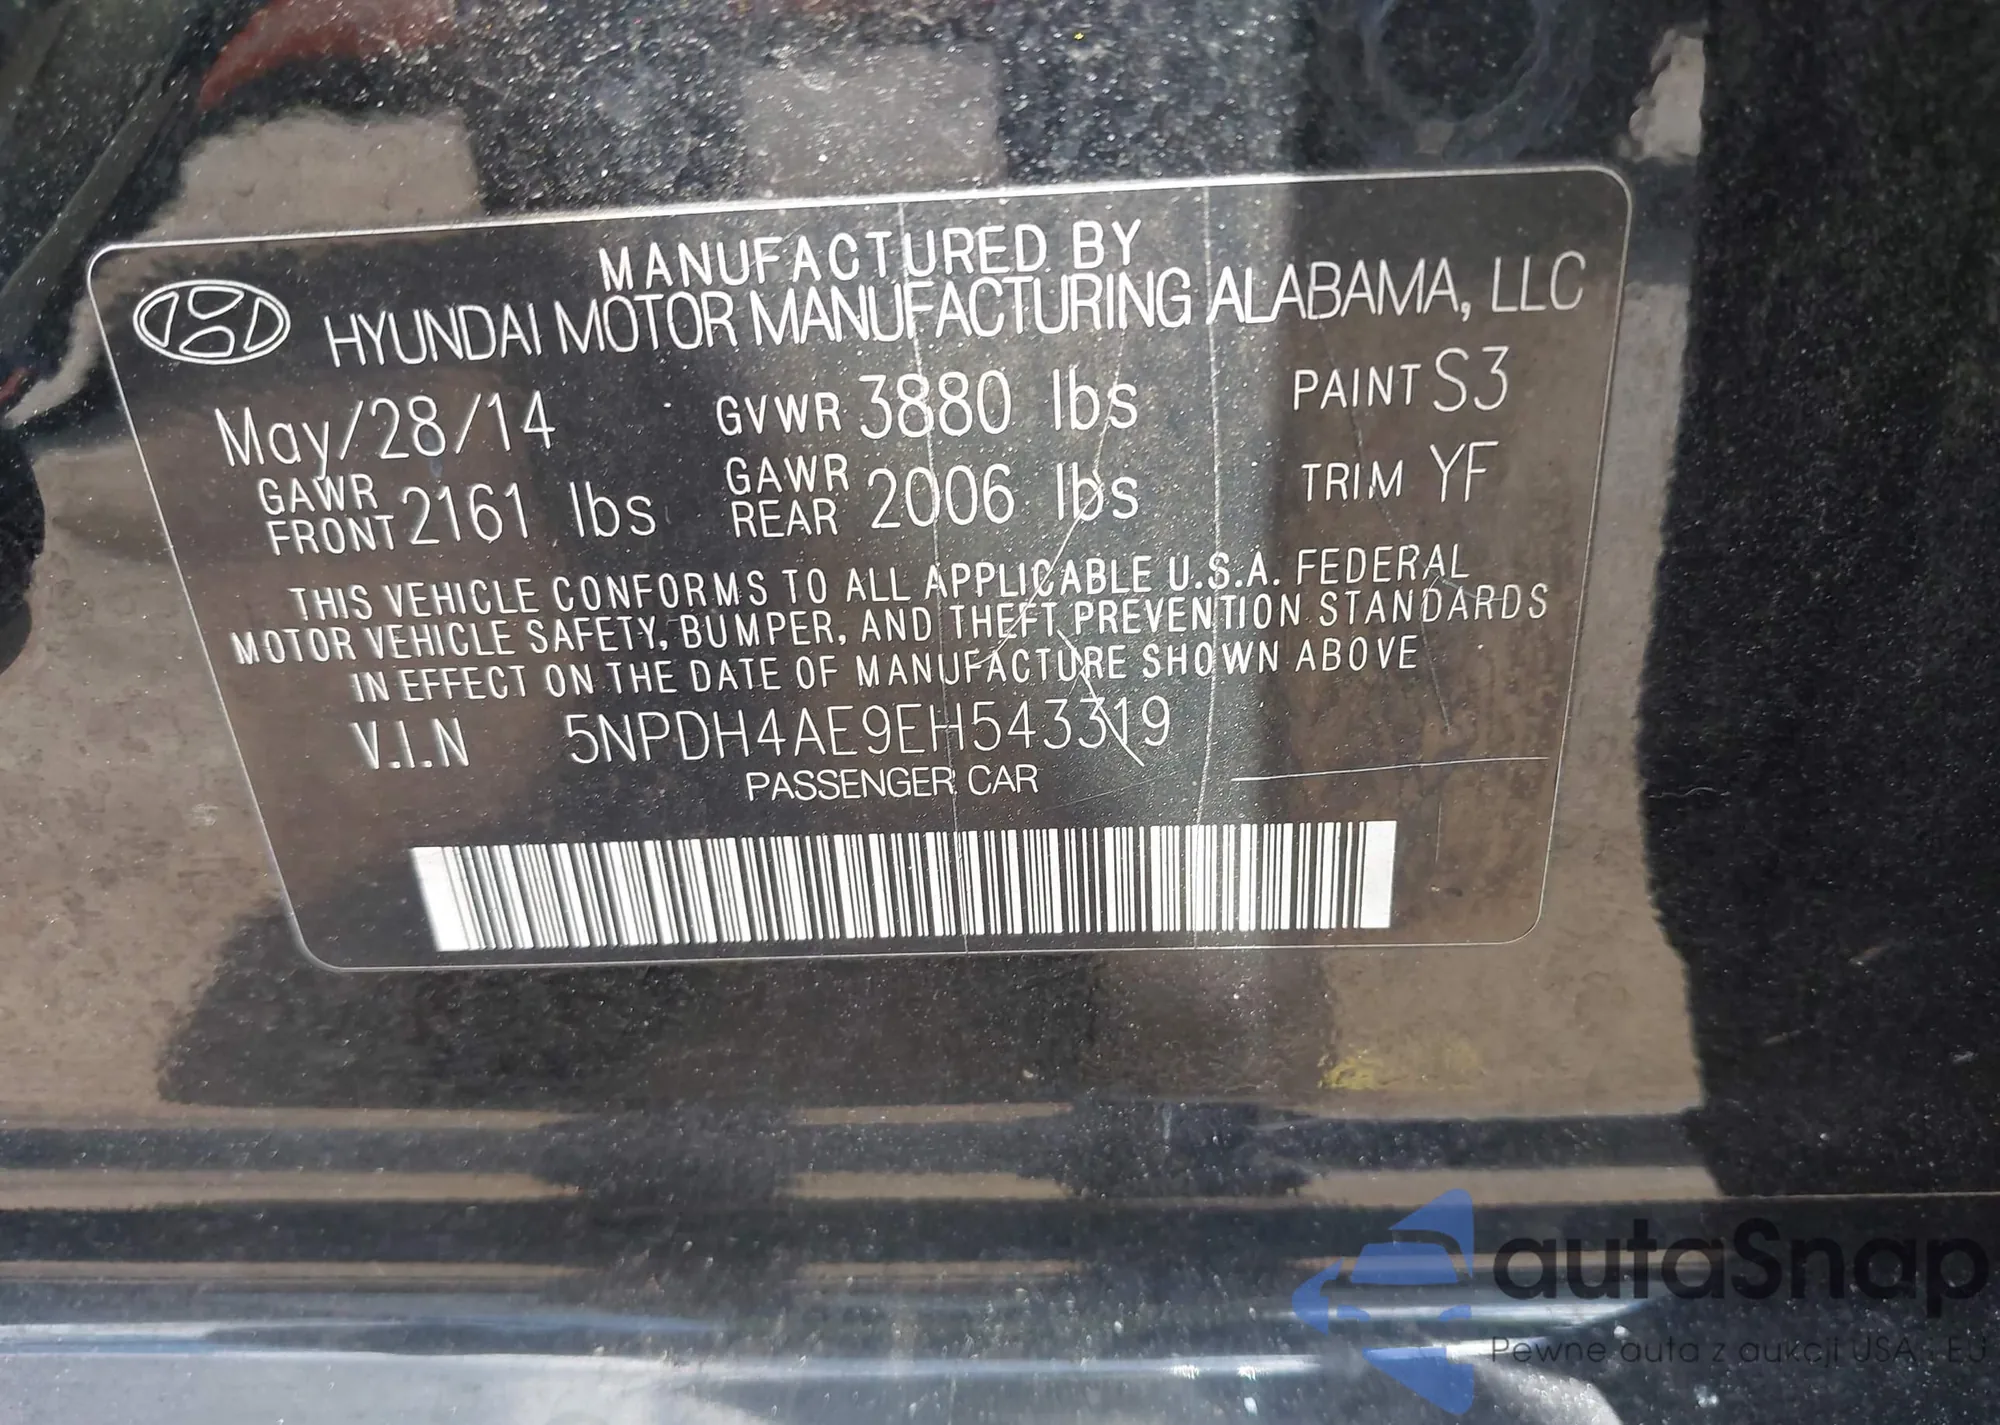 MANUFACTURED BY
HYUNDAI MOTOR MANUFACTURING ALABAMA, LLC
May/28/14 GVWR 3880 lbs PAINT S3
GAWR FRONT 2161 lbs GAWR REAR 2006 lbs TRIM YF
THIS VEHICLE CONFORMS TO ALL APPLICABLE U.S.A. FEDERAL
MOTOR VEHICLE SAFETY, BUMPER, AND THEFT PREVENTION STANDARDS
IN EFFECT ON THE DATE OF MANUFACTURE SHOWN ABOVE
V.I.N 5NPDH4AE9EH543319
PASSENGER CAR
autaSnap
Pewne auta z aukcji USA i EU